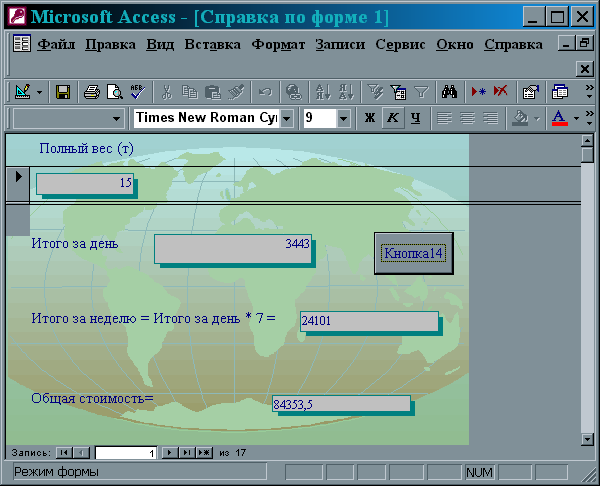 Microsoft Access - [Справка по форме 1]
Файл Правка Вид Вставка Формат Записи Сервис Окно Справка
Times New Roman Cyr 9 Ж К Ч А
Полный вес (т)
15
Итого за день 3443 Кнопка14
Итого за неделю = Итого за день * 7 = 24101
Общая стоимость= 84353,5
Запись: 1 из 17
Режим формы NUM